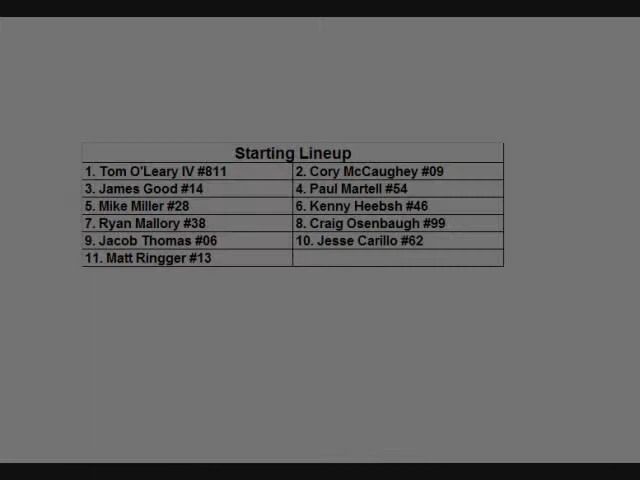 Starting Lineup
1. Tom O'Leary IV #811
2. Cory McCaughey #09
3. James Good #14
4. Paul Martell #54
5. Mike Miller #28
6. Kenny Heebsh #46
7. Ryan Mallory #38
8. Craig Osenbaugh #99
9. Jacob Thomas #06
10. Jesse Carillo #62
11. Matt Ringger #13